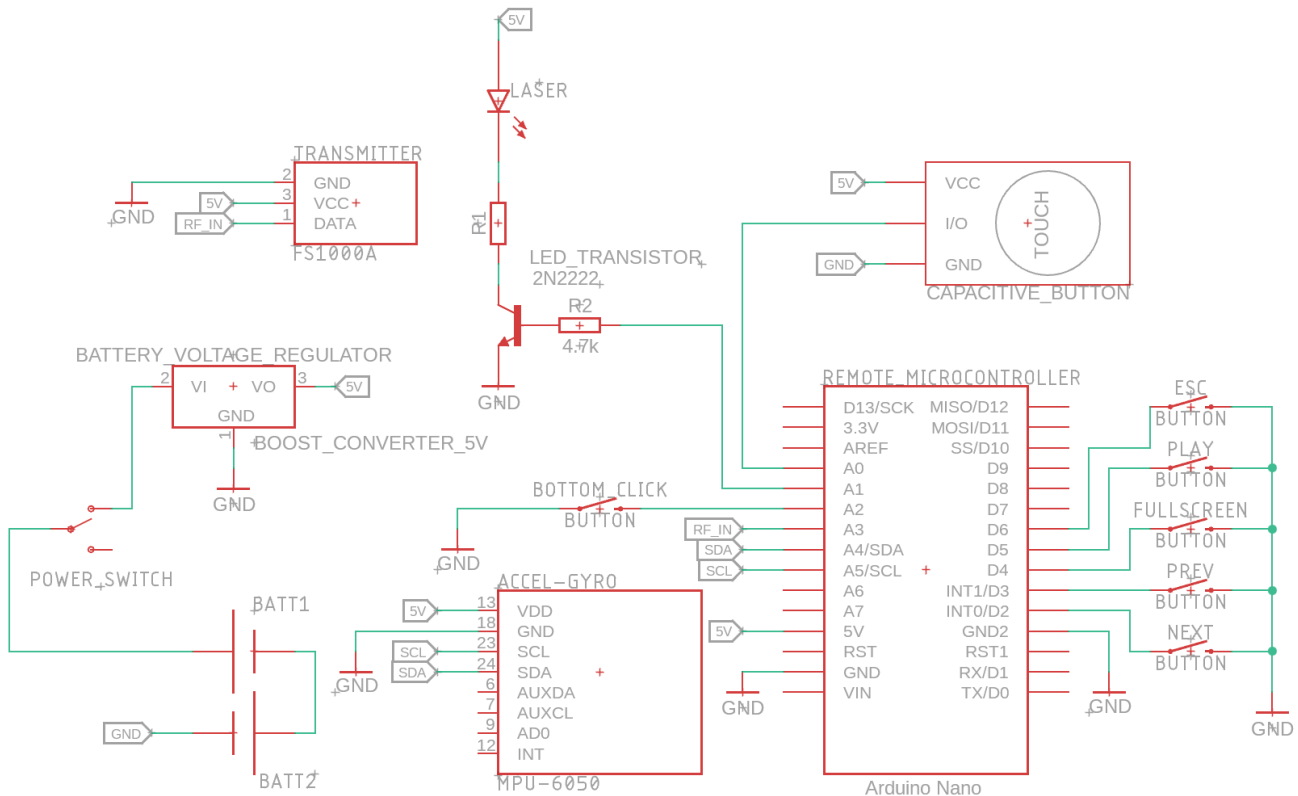 5V
LASER
R1
LED_TRANSISTOR
2N2222
R2
4.7k
GND
TRANSMITTER
2 GND
3 VCC
1 DATA
FS1000A
GND
5V
RF_IN
5V
GND
VCC
I/O
GND
TOUCH
CAPACITIVE_BUTTON
BATTERY_VOLTAGE_REGULATOR
2 VI VO 3
GND
1
5V
BOOST_CONVERTER_5V
GND
POWER_SWITCH
BATT1
BATT2
GND
BOTTOM_CLICK
BUTTON
GND
RF_IN
SDA
SCL
5V
GND
ACCEL-GYRO
13 VDD
18 GND
23 SCL
24 SDA
6 AUXDA
7 AUXCL
9 AD0
12 INT
MPU-6050
5V
SCL
SDA
GND
REMOTE_MICROCONTROLLER
D13/SCK MISO/D12
3.3V MOSI/D11
AREF SS/D10
A0 D9
A1 D8
A2 D7
A3 D6
A4/SDA D5
A5/SCL D4
A6 INT1/D3
A7 INT0/D2
5V GND2
RST RST1
GND RX/D1
VIN TX/D0
Arduino Nano
GND
ESC
BUTTON
PLAY
BUTTON
FULLSCREEN
BUTTON
PREV
BUTTON
NEXT
BUTTON
GND